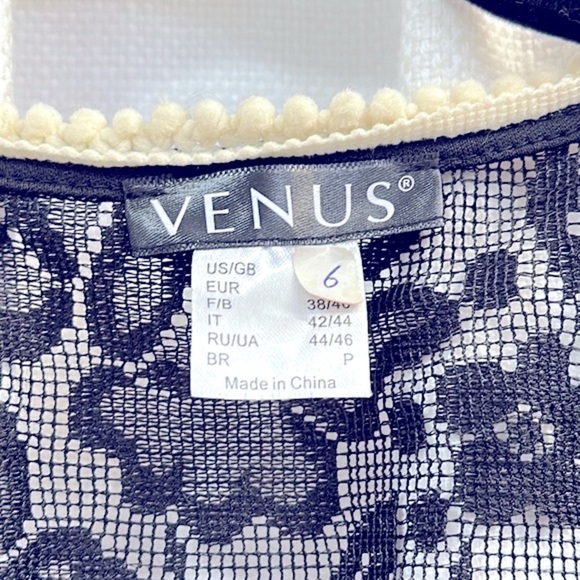 VENUS®
US/GB 6
EUR
F/B 38/40
IT 42/44
RU/UA 44/46
BR P
Made in China